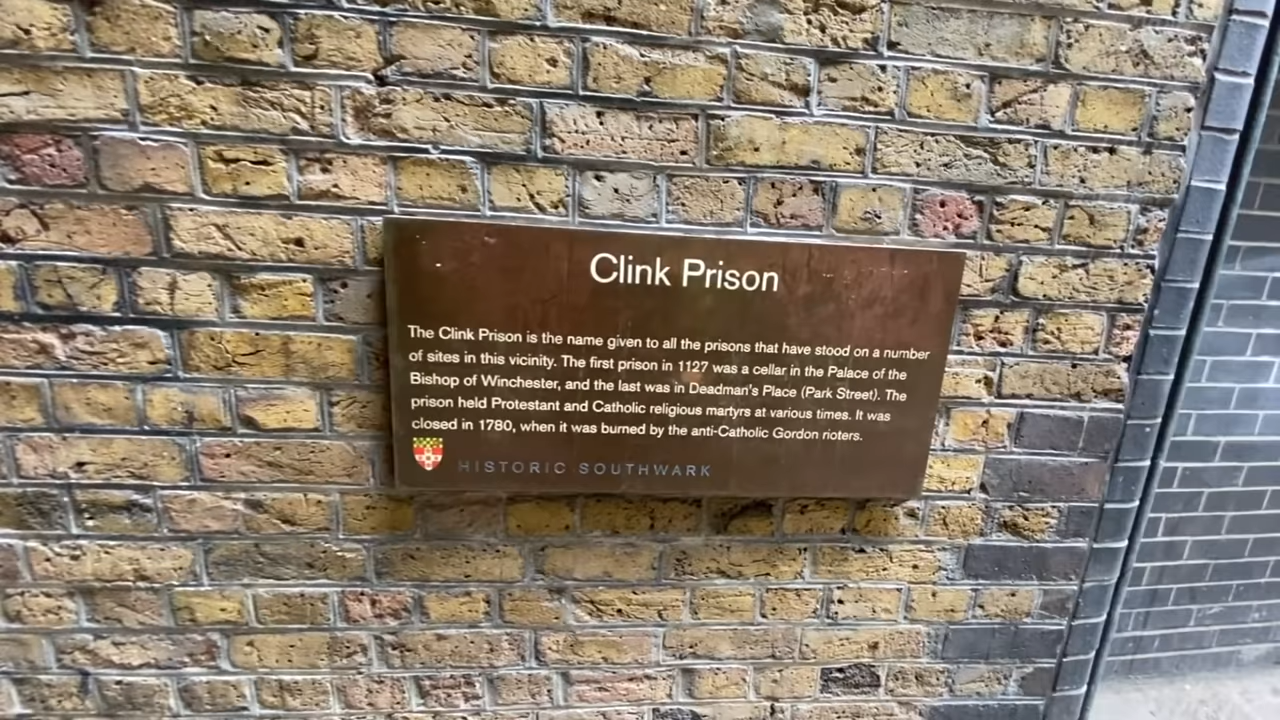 Clink Prison
The Clink Prison is the name given to all the prisons that have stood on a number
of sites in this vicinity. The first prison in 1127 was a cellar in the Palace of the
Bishop of Winchester, and the last was in Deadman's Place (Park Street). The
prison held Protestant and Catholic religious martyrs at various times. It was
closed in 1780, when it was burned by the anti-Catholic Gordon rioters.
HISTORIC SOUTHWARK